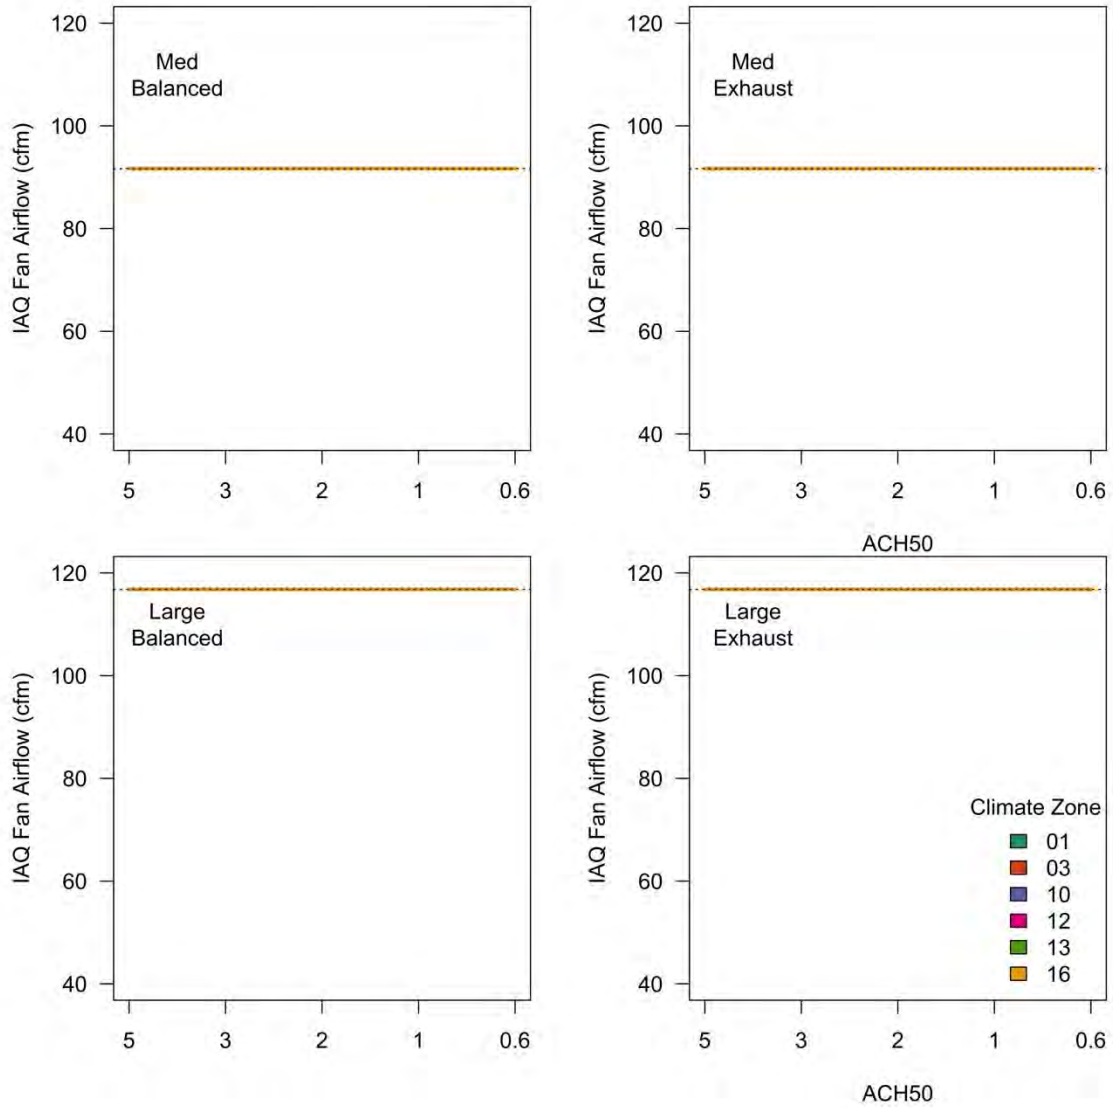 120
100
80
60
40
IAQ Fan Airflow (cfm)
Med
Balanced
5 3 2 1 0.6
120
100
80
60
40
IAQ Fan Airflow (cfm)
Med
Exhaust
5 3 2 1 0.6
ACH50
120
100
80
60
40
IAQ Fan Airflow (cfm)
Large
Balanced
5 3 2 1 0.6
120
100
80
60
40
IAQ Fan Airflow (cfm)
Large
Exhaust
Climate Zone
01
03
10
12
13
16
5 3 2 1 0.6
ACH50